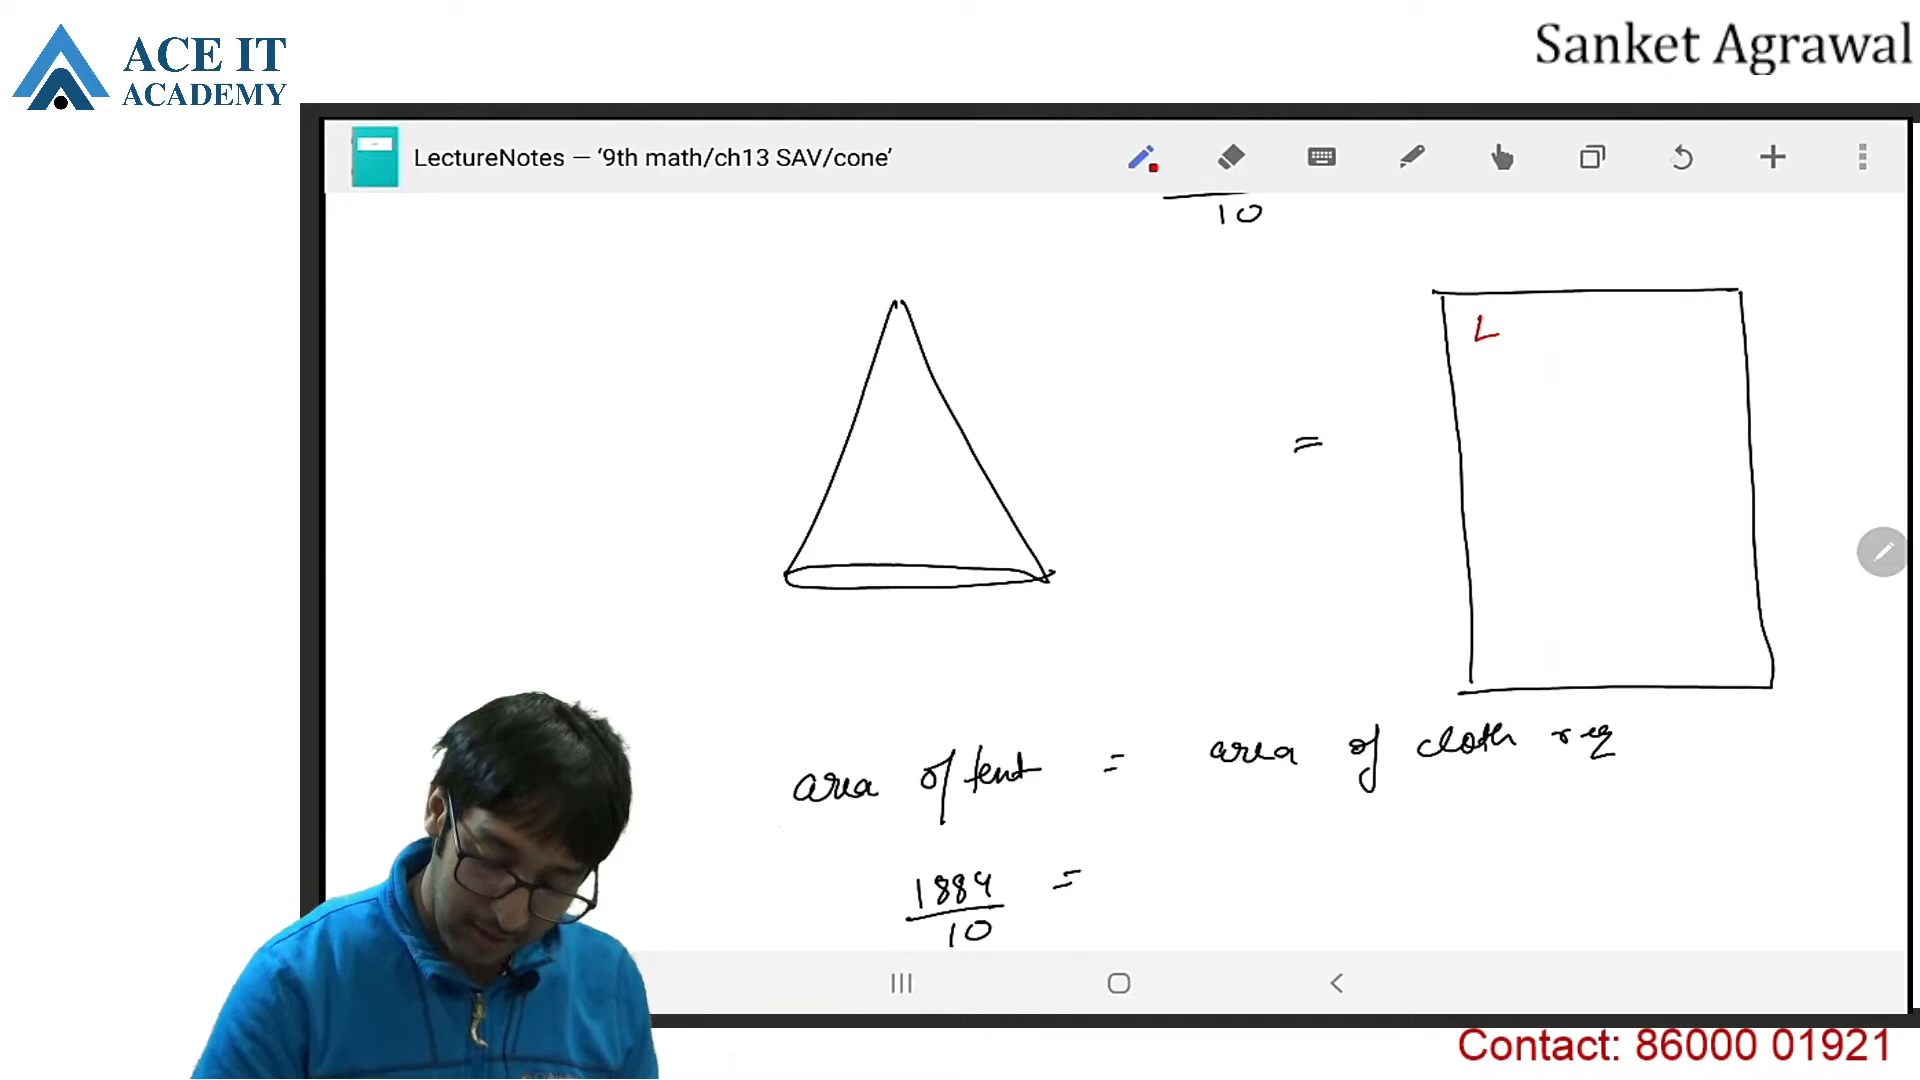 ACE IT
ACADEMY
Sanket Agrawal
LectureNotes – ‘9th math/ch13 SAV/cone’
10
L
=
area of tent = area of cloth req
1884 =
10
Contact: 86000 01921